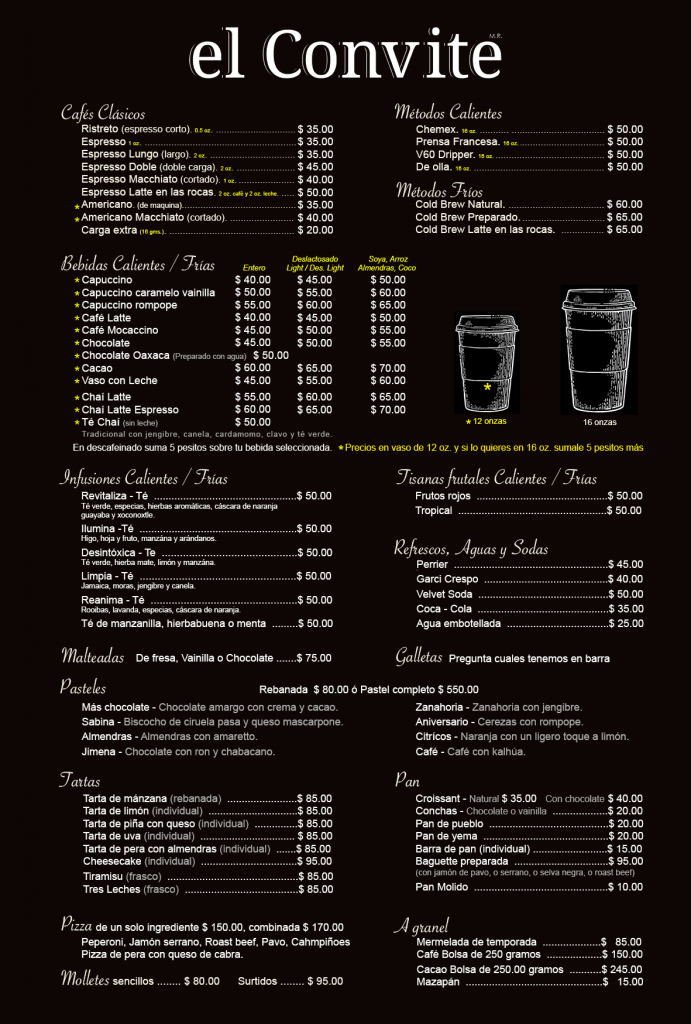 el Convite M.R.
Cafés Clásicos
Ristreto (espresso corto). 0.5 oz. $ 35.00
Espresso 1 oz. $ 35.00
Espresso Lungo (largo). 2 oz. $ 35.00
Espresso Doble (doble carga). 2 oz. $ 45.00
Espresso Macchiato (cortado). 1 oz. $ 40.00
Espresso Latte en las rocas. 2 oz. café y 2 oz. leche. $ 50.00
* Americano. (de maquina) $ 35.00
* Americano Macchiato (cortado). $ 40.00
Carga extra (16 gms.). $ 20.00
Métodos Calientes
Chemex. 16 oz. $ 50.00
Prensa Francesa. 16 oz. $ 50.00
V60 Dripper. 16 oz. $ 50.00
De olla. 16 oz. $ 50.00
Métodos Fríos
Cold Brew Natural. $ 60.00
Cold Brew Preparado. $ 65.00
Cold Brew Latte en las rocas. $ 65.00
Bebidas Calientes / Frías
Entero
Deslactosado
Light / Des. Light
Soya, Arroz
Almendras, Coco
* Capuccino $ 40.00 $ 45.00 $ 50.00
* Capuccino caramelo vainilla $ 50.00 $ 55.00 $ 60.00
* Capuccino rompope $ 55.00 $ 60.00 $ 65.00
* Café Latte $ 40.00 $ 45.00 $ 50.00
* Café Mocaccino $ 45.00 $ 50.00 $ 55.00
* Chocolate $ 45.00 $ 50.00 $ 55.00
* Chocolate Oaxaca (Preparado con agua) $ 50.00
* Cacao $ 60.00 $ 65.00 $ 70.00
* Vaso con Leche $ 45.00 $ 55.00 $ 60.00
* Chai Latte $ 55.00 $ 60.00 $ 65.00
* Chai Latte Espresso $ 60.00 $ 65.00 $ 70.00
* Té Chai (sin leche) $ 50.00
Tradicional con jengibre, canela, cardamomo, clavo y té verde.
*
* 12 onzas
16 onzas
En descafeinado suma 5 pesitos sobre tu bebida seleccionada. * Precios en vaso de 12 oz. y si lo quieres en 16 oz. sumale 5 pesitos más
Infusiones Calientes / Frías
Revitaliza - Té $ 50.00
Té verde, especias, hierbas aromáticas, cáscara de naranja
guayaba y xoconoxtle.
Ilumina -Té $ 50.00
Higo, hoja y fruto, manzána y arándanos.
Desintóxica - Te $ 50.00
Té verde, hierba mate, limón y manzána.
Limpia - Té $ 50.00
Jamaica, moras, jengibre y canela.
Reanima - Té $ 50.00
Rooibas, lavanda, especias, cáscara de naranja.
Té de manzanilla, hierbabuena o menta $ 50.00
Tisanas frutales Calientes / Frías
Frutos rojos $ 50.00
Tropical $ 50.00
Refrescos, Aguas y Sodas
Perrier $ 45.00
Garci Crespo $ 40.00
Velvet Soda $ 50.00
Coca - Cola $ 35.00
Agua embotellada $ 25.00
Malteadas De fresa, Vainilla o Chocolate $ 75.00
Galletas Pregunta cuales tenemos en barra
Pasteles Rebanada $ 80.00 ó Pastel completo $ 550.00
Más chocolate - Chocolate amargo con crema y cacao.
Sabina - Biscocho de ciruela pasa y queso mascarpone.
Almendras - Almendras con amaretto.
Jimena - Chocolate con ron y chabacano.
Zanahoria - Zanahoria con jengibre.
Aniversario - Cerezas con rompope.
Cítricos - Naranja con un ligero toque a limón.
Café - Café con kalhúa.
Tartas
Tarta de mánzana (rebanada) $ 85.00
Tarta de limón (individual) $ 85.00
Tarta de piña con queso (individual) $ 85.00
Tarta de uva (individual) $ 85.00
Tarta de pera con almendras (individual) $ 85.00
Cheesecake (individual) $ 95.00
Tiramisu (frasco) $ 85.00
Tres Leches (frasco) $ 85.00
Pan
Croissant - Natural $ 35.00 Con chocolate $ 40.00
Conchas - Chocolate o vainilla $ 20.00
Pan de pueblo $ 20.00
Pan de yema $ 20.00
Barra de pan (individual) $ 15.00
Baguette preparada $ 95.00
(con jamón de pavo, o serrano, o selva negra, o roast beef)
Pan Molido $ 10.00
Pizza de un solo ingrediente $ 150.00, combinada $ 170.00
Peperoni, Jamón serrano, Roast beef, Pavo, Cahmpiñoes
Pizza de pera con queso de cabra.
Molletes sencillos $ 80.00 Surtidos $ 95.00
A granel
Mermelada de temporada $ 85.00
Café Bolsa de 250 gramos $ 150.00
Cacao Bolsa de 250.00 gramos $ 245.00
Mazapán $ 15.00